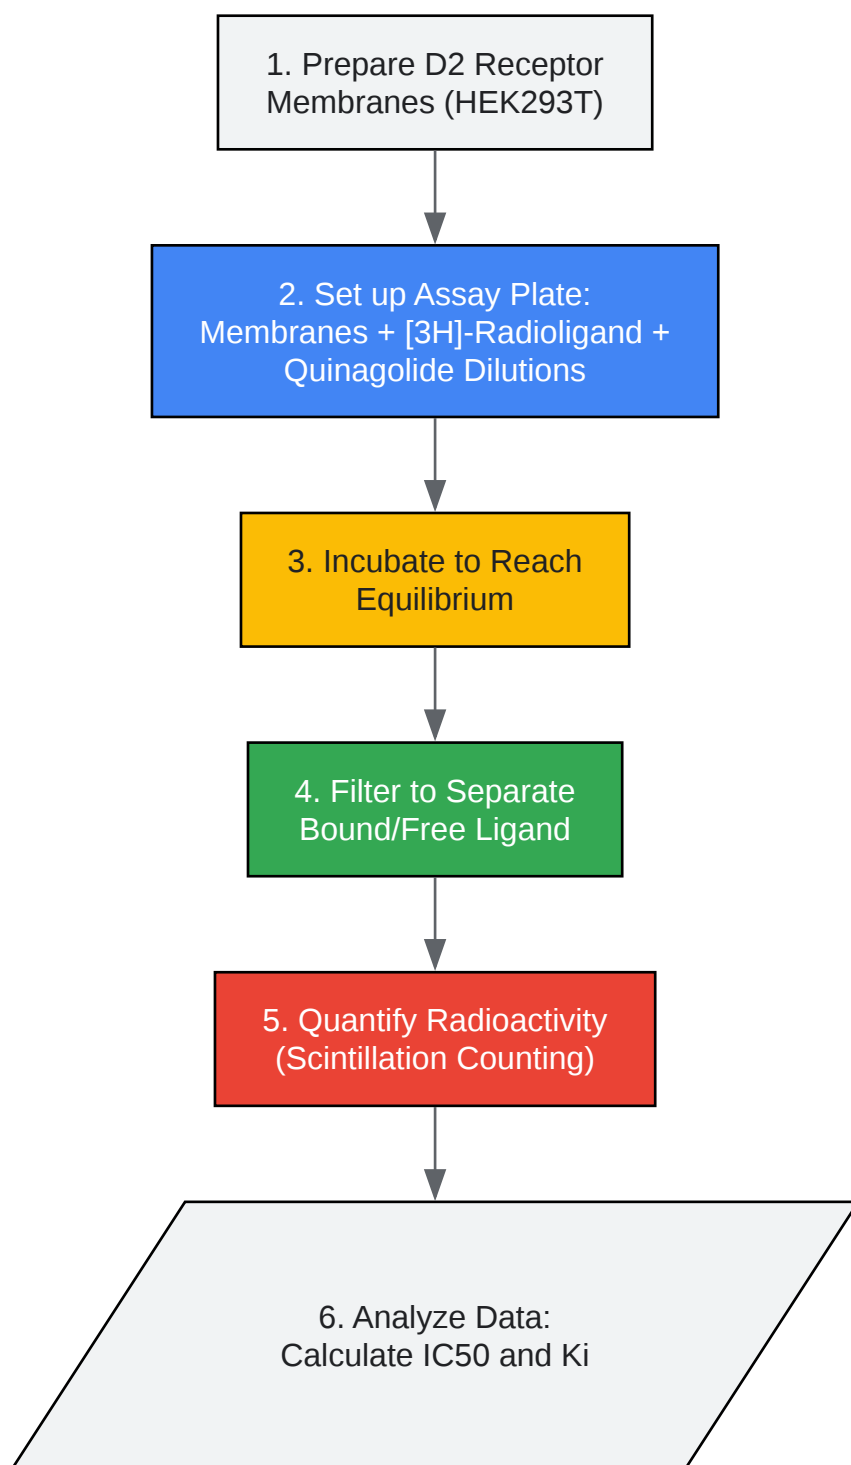 1. Prepare D2 Receptor
Membranes (HEK293T)
2. Set up Assay Plate:
Membranes + [3H]-Radioligand +
Quinagolide Dilutions
3. Incubate to Reach
Equilibrium
4. Filter to Separate
Bound/Free Ligand
5. Quantify Radioactivity
(Scintillation Counting)
6. Analyze Data:
Calculate IC50 and Ki